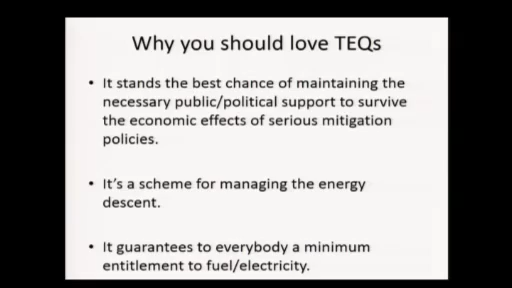 Why you should love TEQs
• It stands the best chance of maintaining the
necessary public/political support to survive
the economic effects of serious mitigation
policies.
• It's a scheme for managing the energy
descent.
• It guarantees to everybody a minimum
entitlement to fuel/electricity.